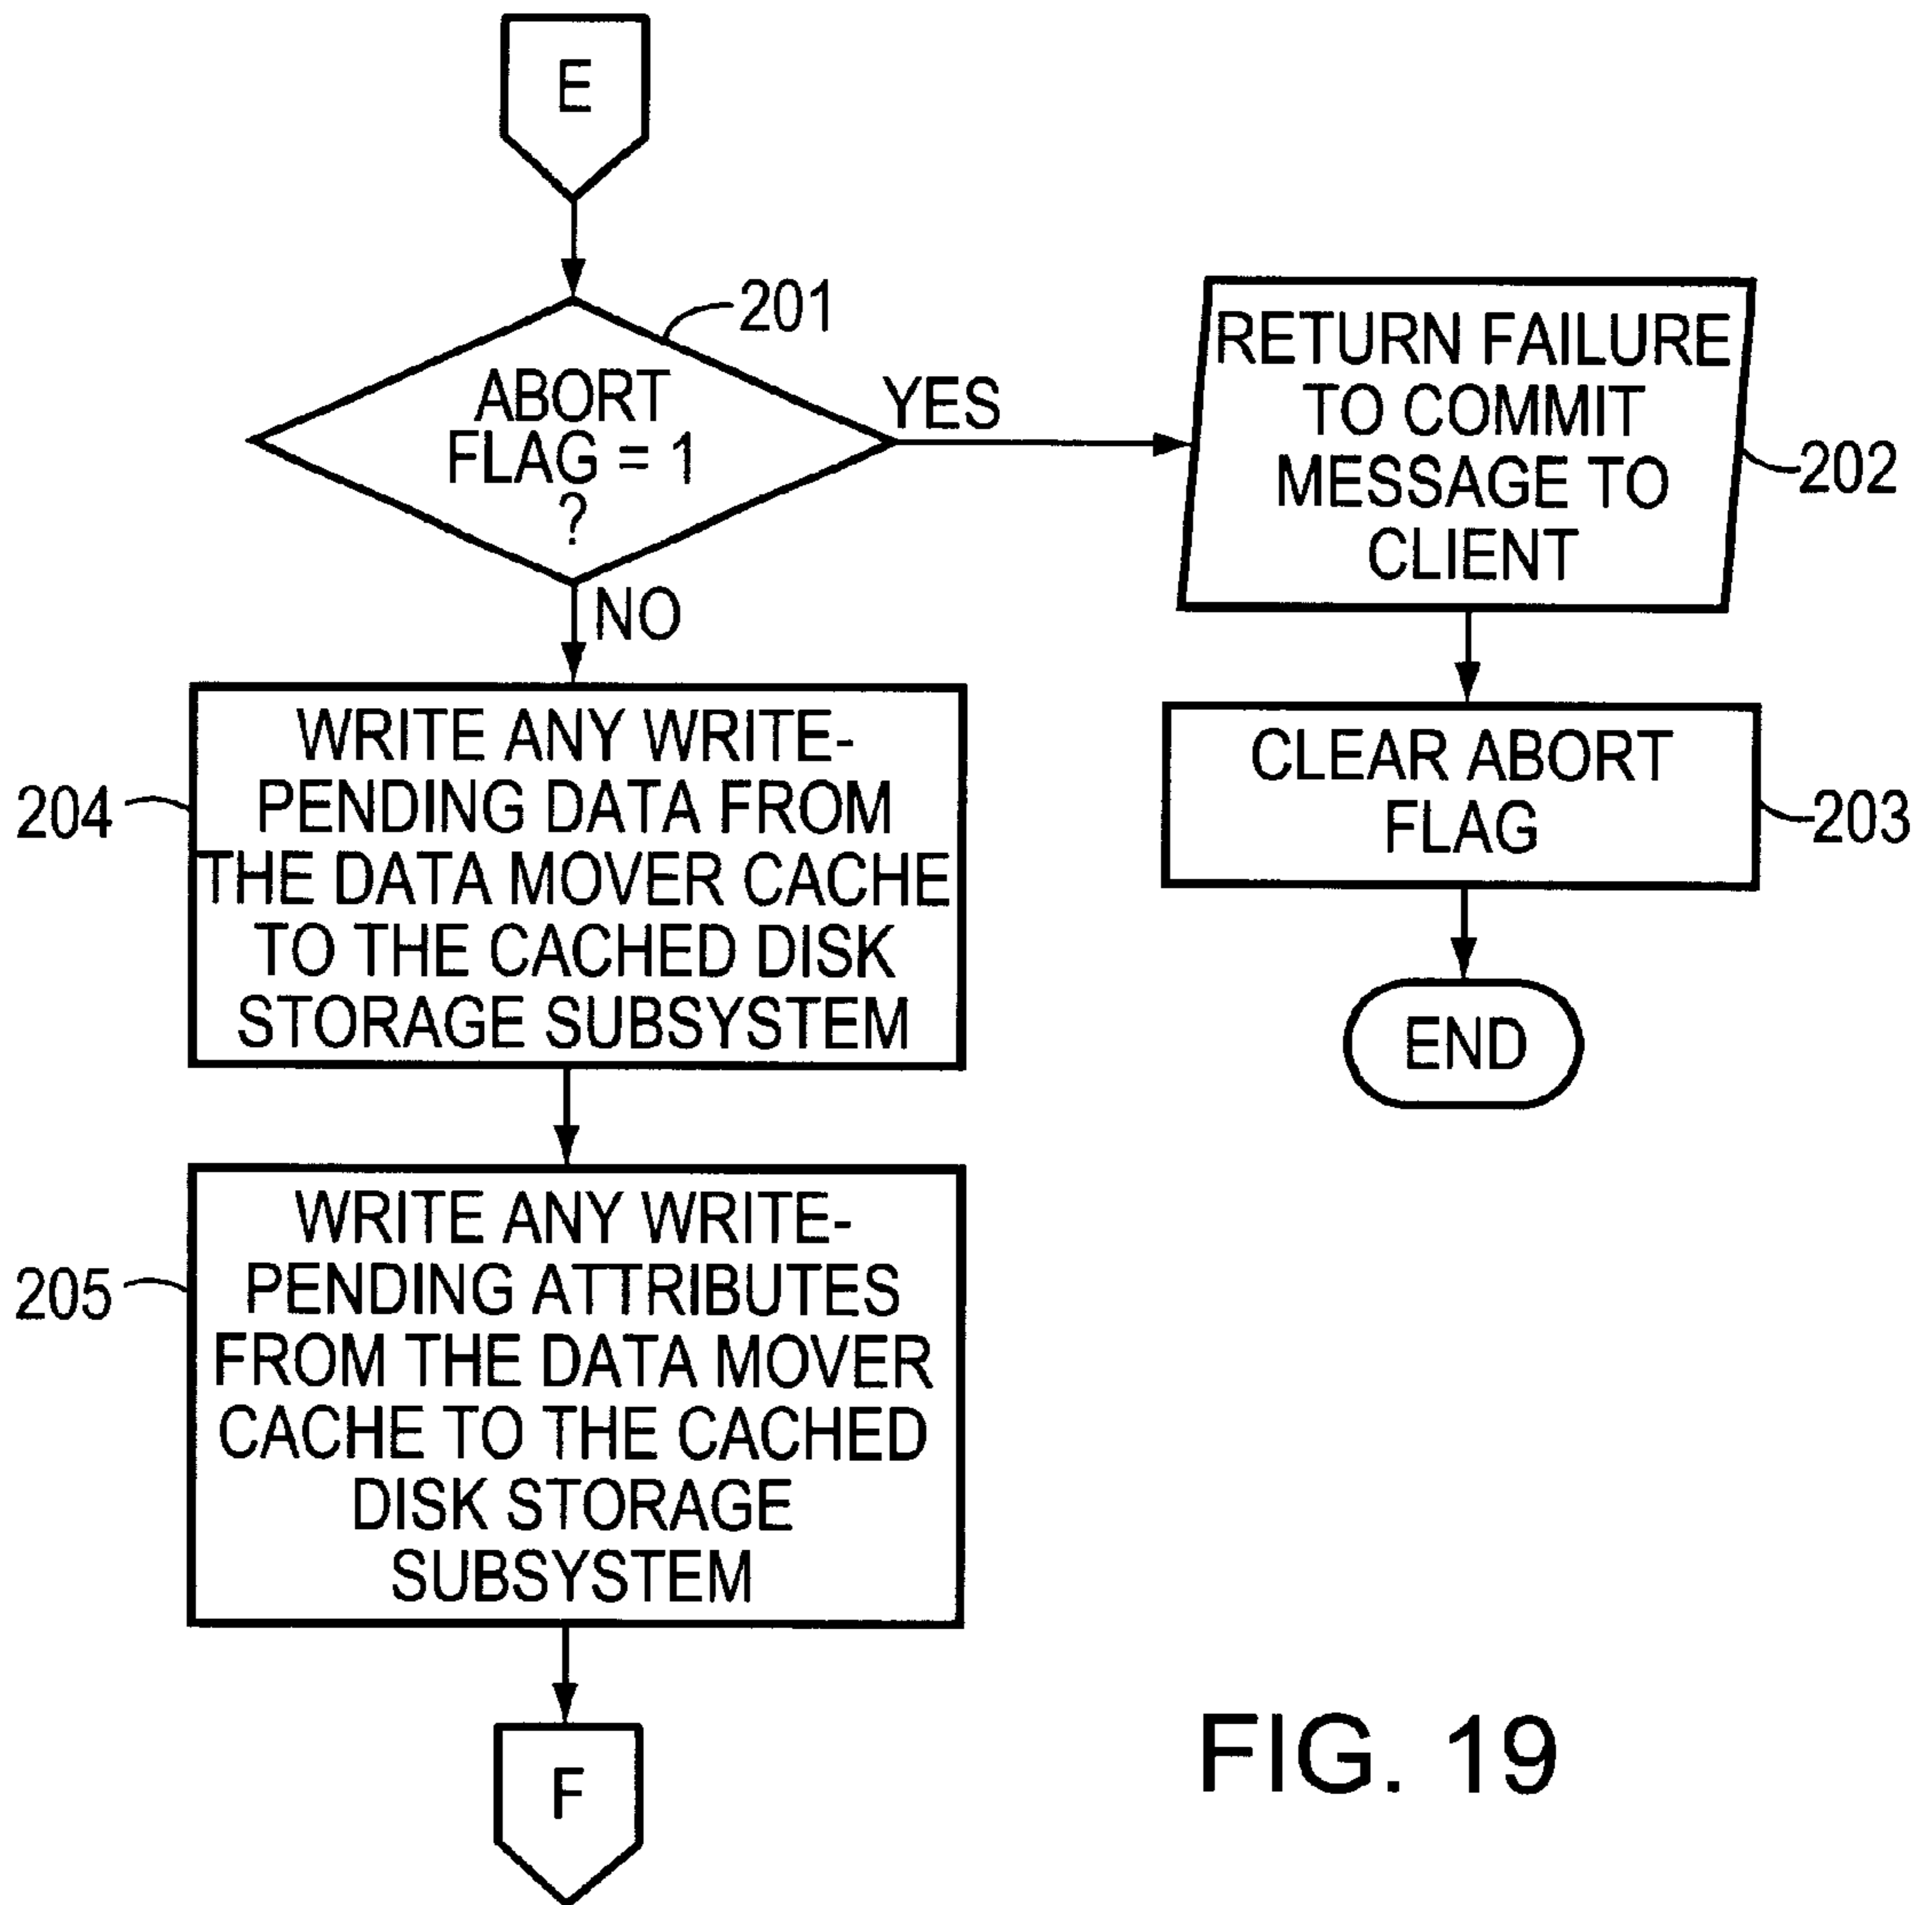 E
201
ABORT
FLAG = 1
?
YES
NO
RETURN FAILURE
TO COMMIT
MESSAGE TO
CLIENT
202
CLEAR ABORT
FLAG
203
END
204
WRITE ANY WRITE-
PENDING DATA FROM
THE DATA MOVER CACHE
TO THE CACHED DISK
STORAGE SUBSYSTEM
205
WRITE ANY WRITE-
PENDING ATTRIBUTES
FROM THE DATA MOVER
CACHE TO THE CACHED
DISK STORAGE
SUBSYSTEM
F
FIG. 19